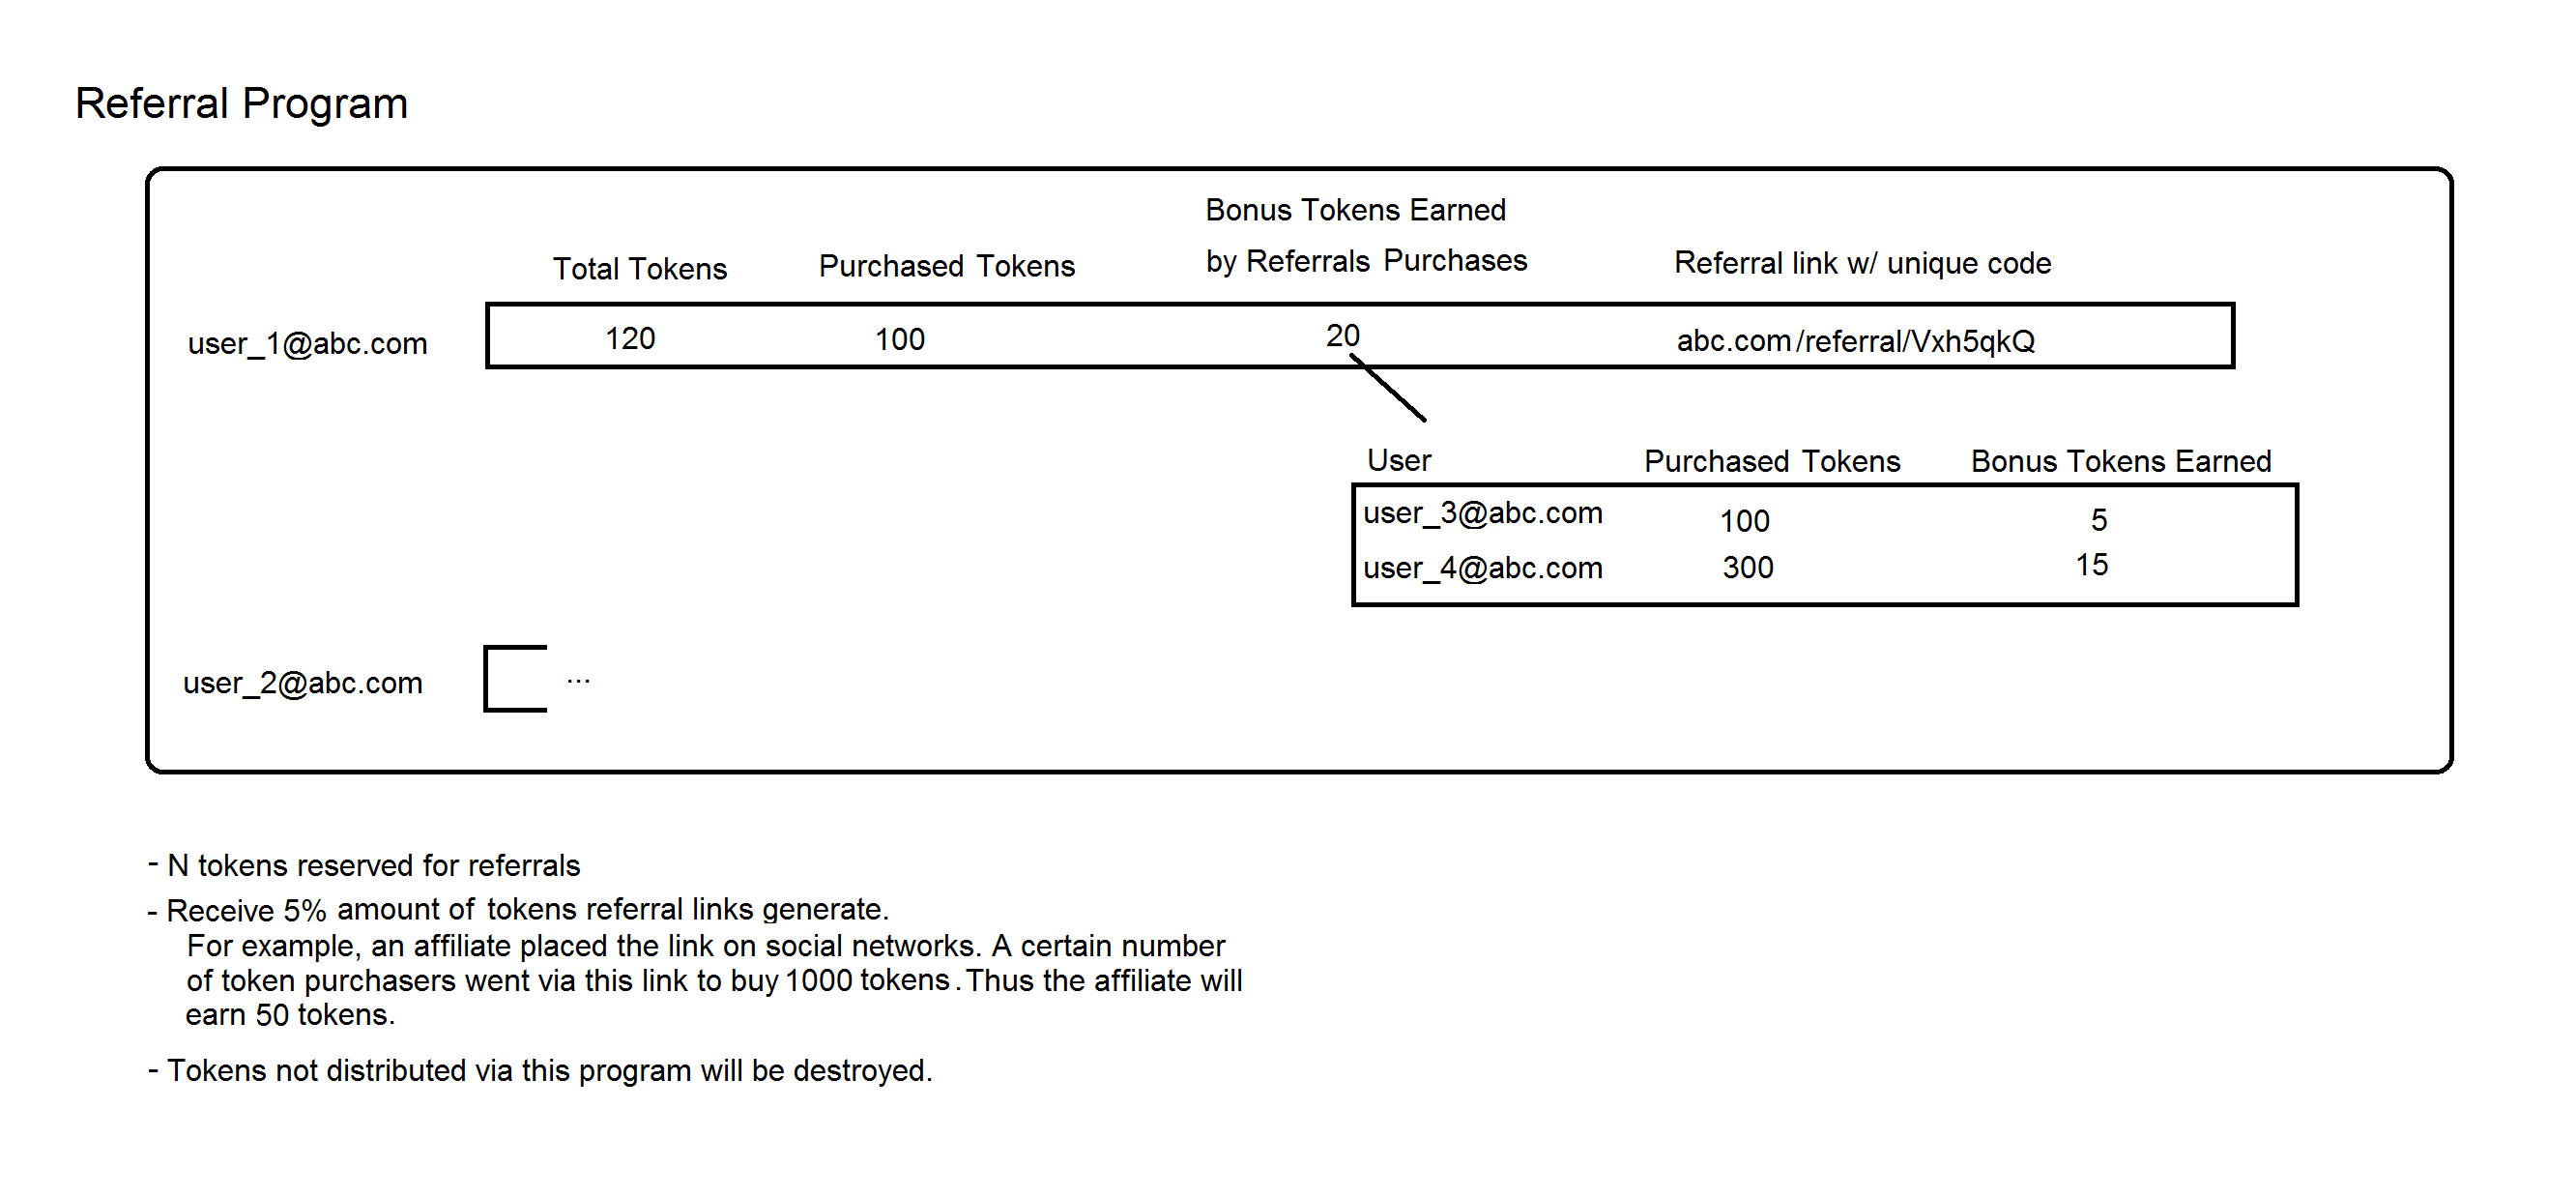 Referral Program
Bonus Tokens Earned
Total Tokens Purchased Tokens by Referrals Purchases Referral link w/ unique code
user_1@abc.com 120 100 20 abc.com/referral/Vxh5qkQ
User Purchased Tokens Bonus Tokens Earned
user_3@abc.com 100 5
user_4@abc.com 300 15
user_2@abc.com ...
- N tokens reserved for referrals
- Receive 5% amount of tokens referral links generate.
For example, an affiliate placed the link on social networks. A certain number
of token purchasers went via this link to buy 1000 tokens. Thus the affiliate will
earn 50 tokens.
- Tokens not distributed via this program will be destroyed.